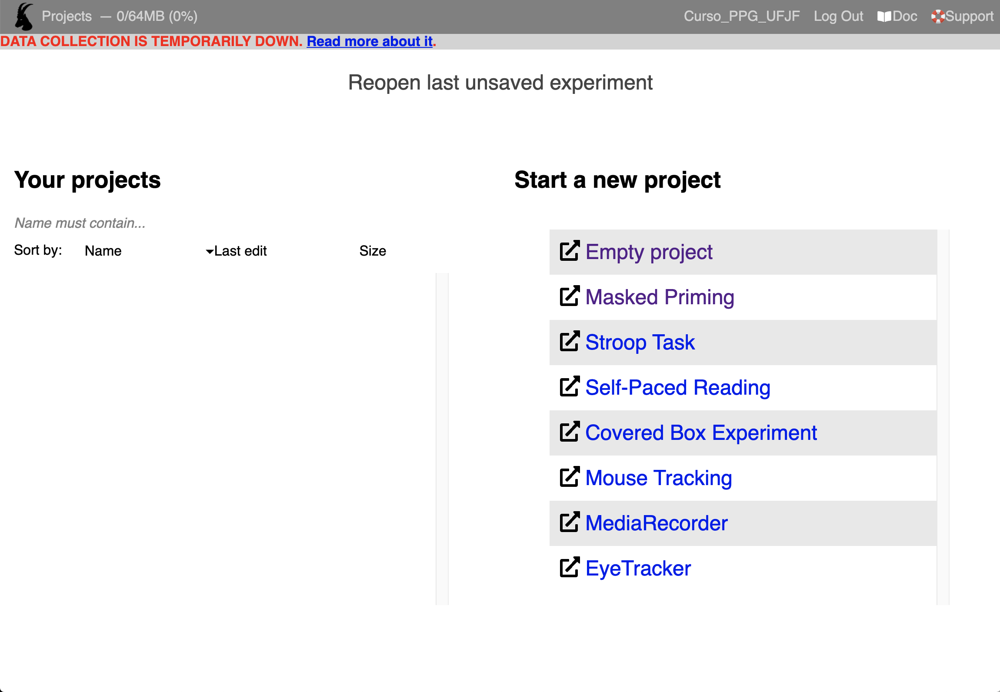 Projects — 0/64MB (0%) Curso_PPG_UFJF Log Out Doc Support
DATA COLLECTION IS TEMPORARILY DOWN. Read more about it.
Reopen last unsaved experiment
Your projects
Name must contain...
Sort by: Name Last edit Size
Start a new project
Empty project
Masked Priming
Stroop Task
Self-Paced Reading
Covered Box Experiment
Mouse Tracking
MediaRecorder
EyeTracker